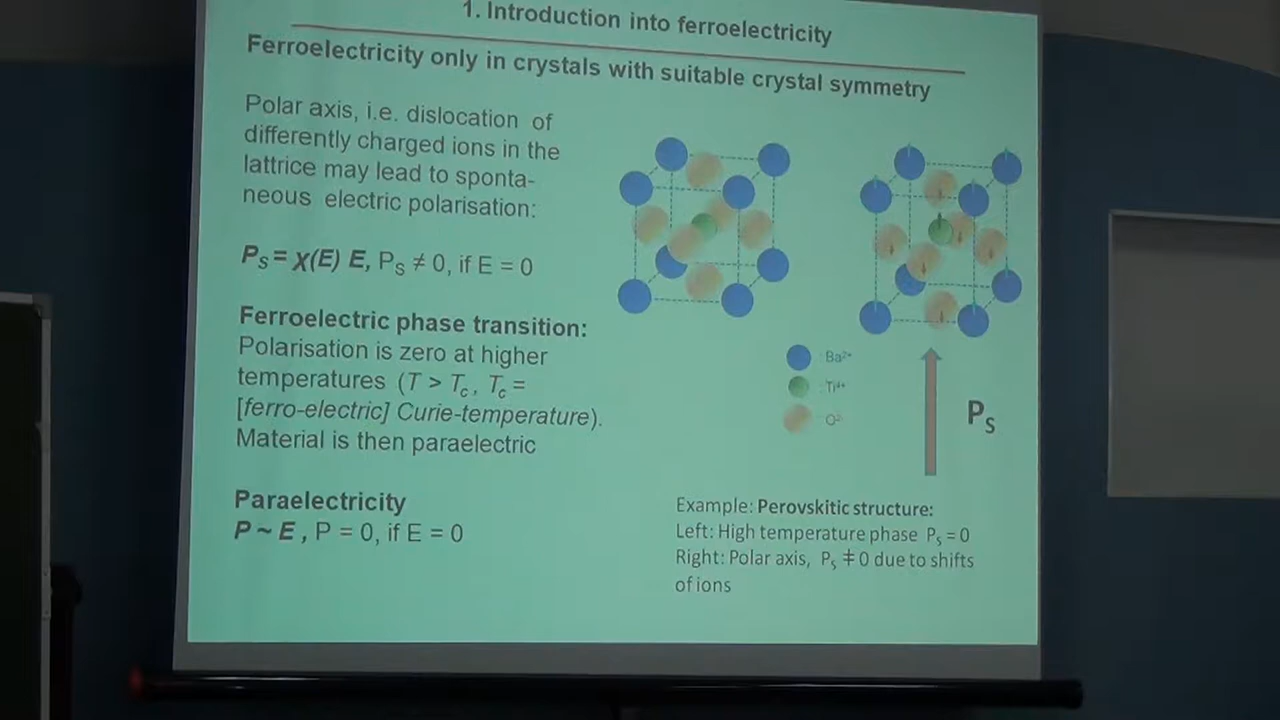 1. Introduction into ferroelectricity
Ferroelectricity only in crystals with suitable crystal symmetry
Polar axis, i.e. dislocation of
differently charged ions in the
lattrice may lead to sponta-
neous electric polarisation:
Pₛ = χ(E) E, Pₛ ≠ 0, if E = 0
Ferroelectric phase transition:
Polarisation is zero at higher
temperatures (T > T꜀, T꜀ =
[ferro-electric] Curie-temperature).
Material is then paraelectric
Paraelectricity
P ~ E , P = 0, if E = 0
: Ba²⁺
: Ti⁴⁺
: O²⁻
Pₛ
Example: Perovskitic structure:
Left: High temperature phase Pₛ = 0
Right: Polar axis, Pₛ ≠ 0 due to shifts
of ions